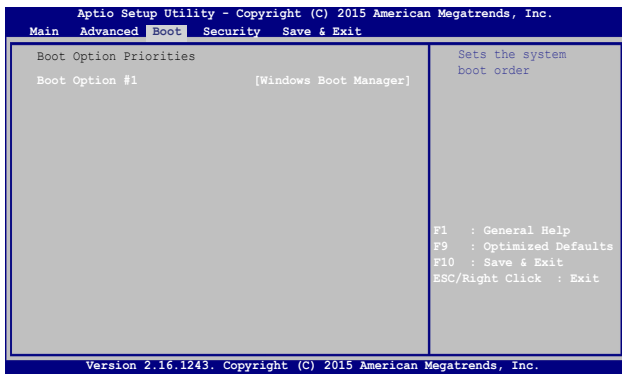 Aptio Setup Utility - Copyright (C) 2015 American Megatrends, Inc.
Main Advanced Boot Security Save & Exit
Boot Option Priorities
Boot Option #1 [Windows Boot Manager]
Sets the system
boot order
F1 : General Help
F9 : Optimized Defaults
F10 : Save & Exit
ESC/Right Click : Exit
Version 2.16.1243. Copyright (C) 2015 American Megatrends, Inc.